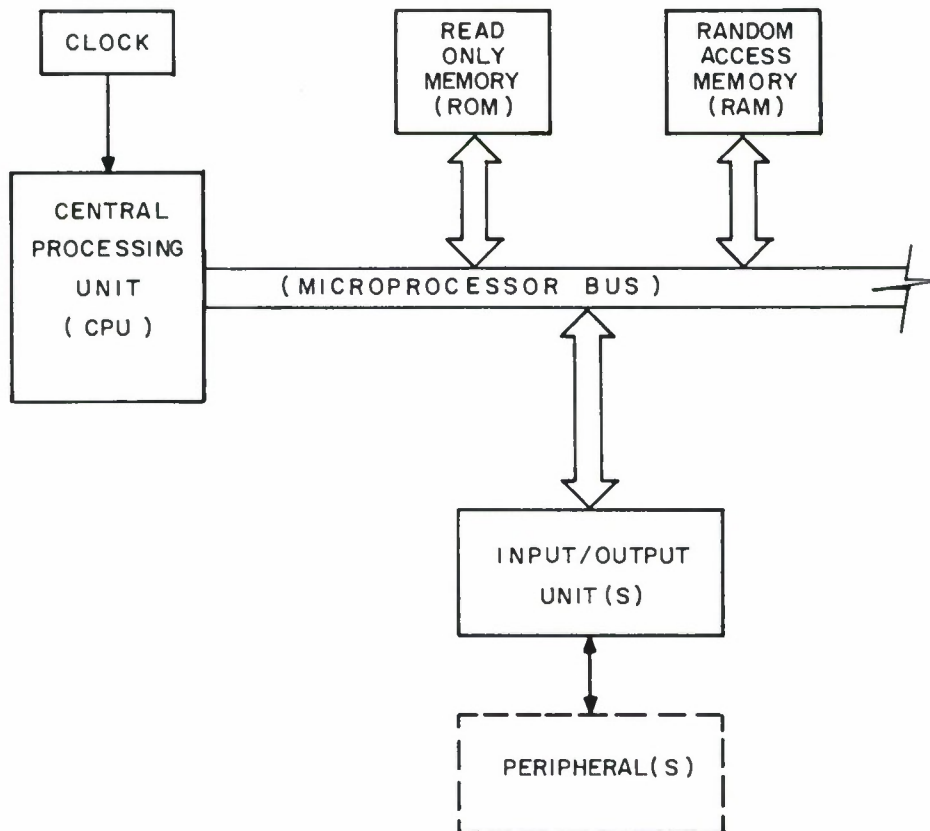 CLOCK
READ
ONLY
MEMORY
(ROM)
RANDOM
ACCESS
MEMORY
(RAM)
CENTRAL
PROCESSING
UNIT
(CPU)
(MICROPROCESSOR BUS)
INPUT/OUTPUT
UNIT(S)
PERIPHERAL(S)